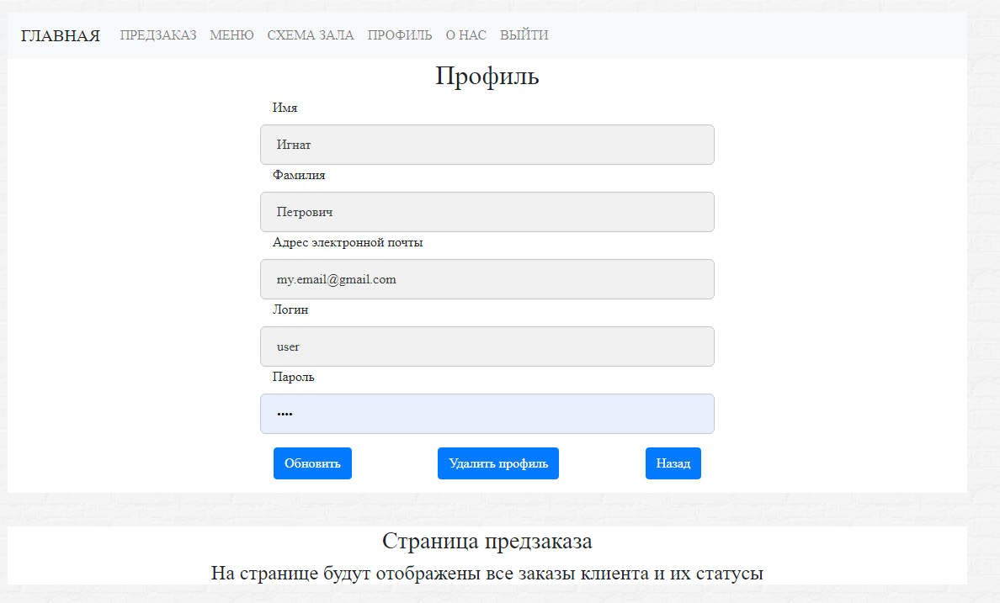 ГЛАВНАЯ ПРЕДЗАКАЗ МЕНЮ СХЕМА ЗАЛА ПРОФИЛЬ О НАС ВЫЙТИ
Профиль
Имя
Игнат
Фамилия
Петрович
Адрес электронной почты
my.email@gmail.com
Логин
user
Пароль
••••
Обновить Удалить профиль Назад
Страница предзаказа
На странице будут отображены все заказы клиента и их статусы